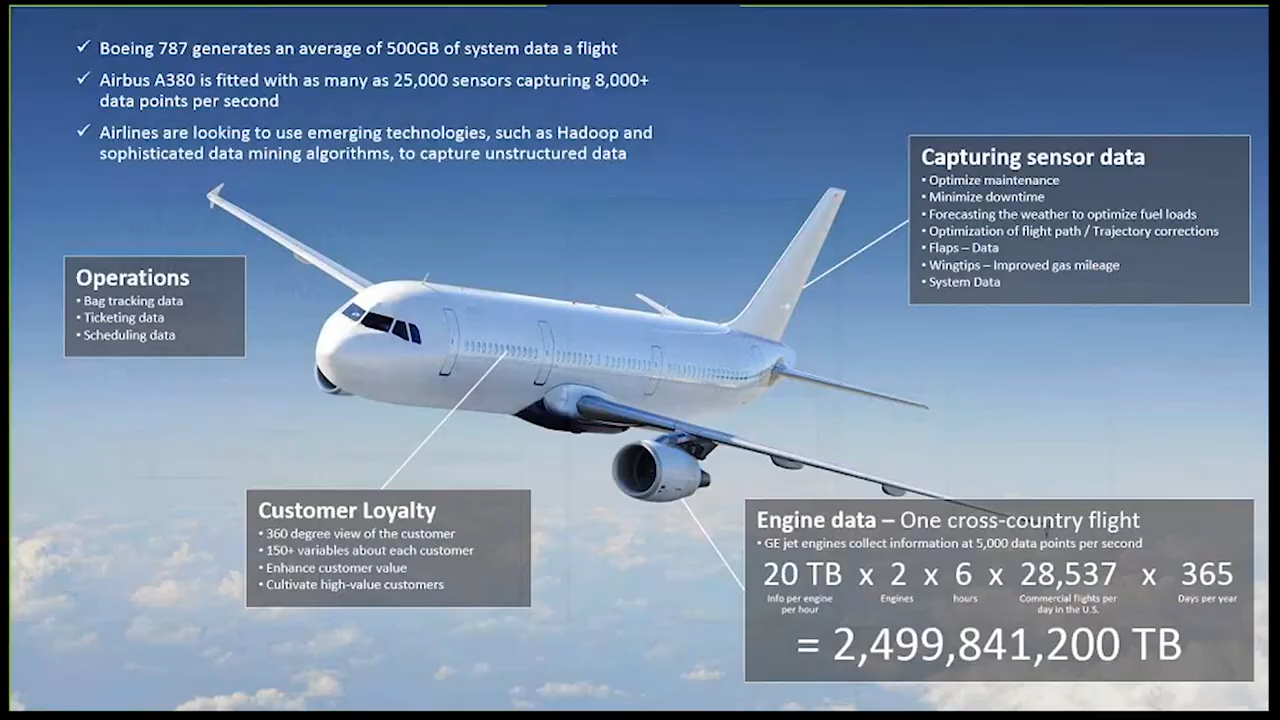 ✓ Boeing 787 generates an average of 500GB of system data a flight
✓ Airbus A380 is fitted with as many as 25,000 sensors capturing 8,000+
data points per second
✓ Airlines are looking to use emerging technologies, such as Hadoop and
sophisticated data mining algorithms, to capture unstructured data
Capturing sensor data
• Optimize maintenance
• Minimize downtime
• Forecasting the weather to optimize fuel loads
• Optimization of flight path / Trajectory corrections
• Flaps – Data
• Wingtips – Improved gas mileage
• System Data
Operations
• Bag tracking data
• Ticketing data
• Scheduling data
Customer Loyalty
• 360 degree view of the customer
• 150+ variables about each customer
• Enhance customer value
• Cultivate high-value customers
Engine data – One cross-country flight
• GE jet engines collect information at 5,000 data points per second
20 TB x 2 x 6 x 28,537 x 365
Info per engine Engines hours Commercial flights per Days per year
per hour day in the U.S.
= 2,499,841,200 TB